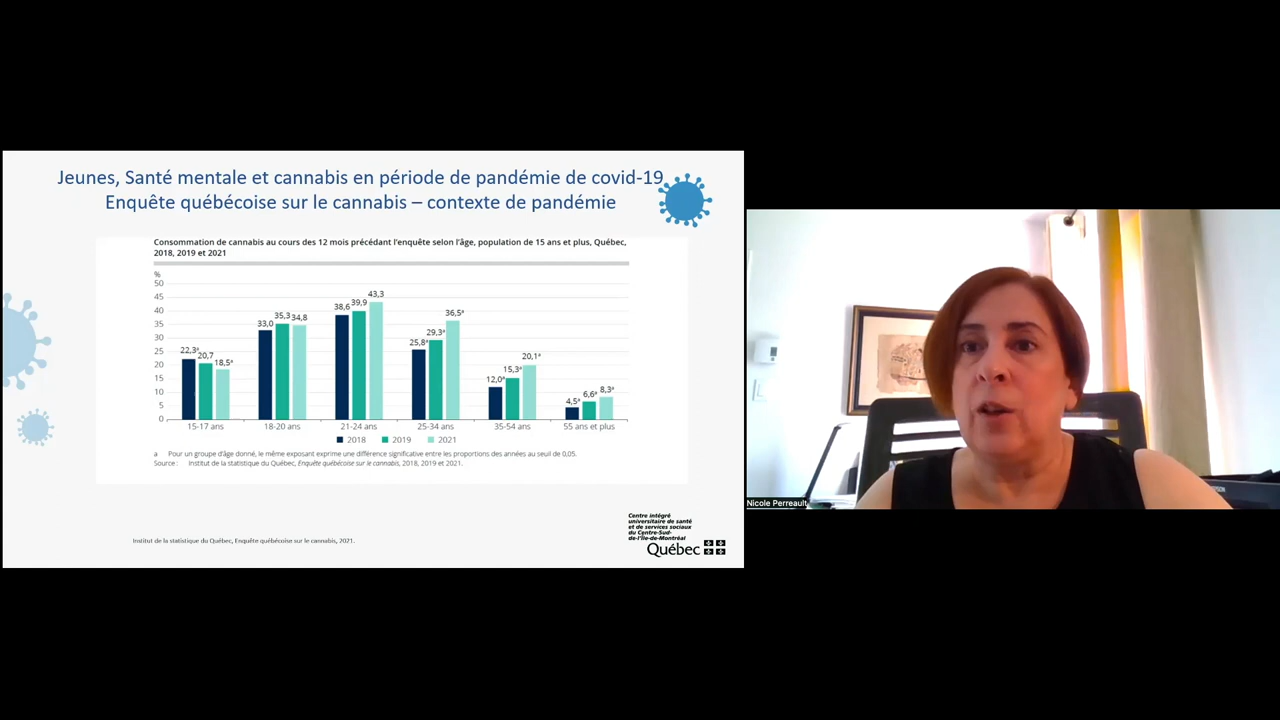 Jeunes, Santé mentale et cannabis en période de pandémie de covid-19
Enquête québécoise sur le cannabis – contexte de pandémie
Consommation de cannabis au cours des 12 mois précédant l'enquête selon l'âge, population de 15 ans et plus, Québec,
2018, 2019 et 2021
%
50
45
40
35
30
25
20
15
10
5
0
22,3ᵃ 20,7 18,5ᵃ
33,0 35,3 34,8
38,6 39,9 43,3
25,8ᵃ 29,3ᵃ 36,5ᵃ
12,0ᵃ 15,3ᵃ 20,1ᵃ
4,5ᵃ 6,6ᵃ 8,3ᵃ
15-17 ans 18-20 ans 21-24 ans 25-34 ans 35-54 ans 55 ans et plus
2018 2019 2021
a Pour un groupe d'âge donné, le même exposant exprime une différence significative entre les proportions des années au seuil de 0,05.
Source : Institut de la statistique du Québec, Enquête québécoise sur le cannabis, 2018, 2019 et 2021.
Institut de la statistique du Québec, Enquête québécoise sur le cannabis, 2021.
Centre intégré
universitaire de santé
et de services sociaux
du Centre-Sud-
de-l'Île-de-Montréal
Québec
Nicole Perreault